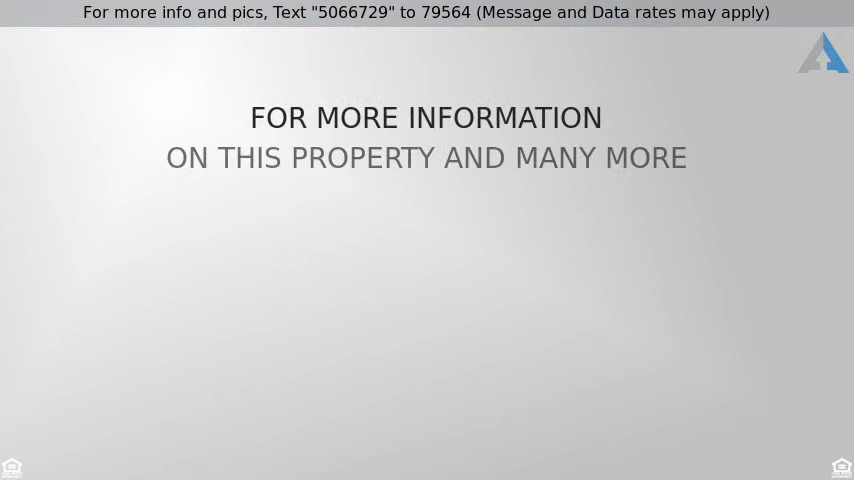 For more info and pics, Text "5066729" to 79564 (Message and Data rates may apply)
FOR MORE INFORMATION
ON THIS PROPERTY AND MANY MORE